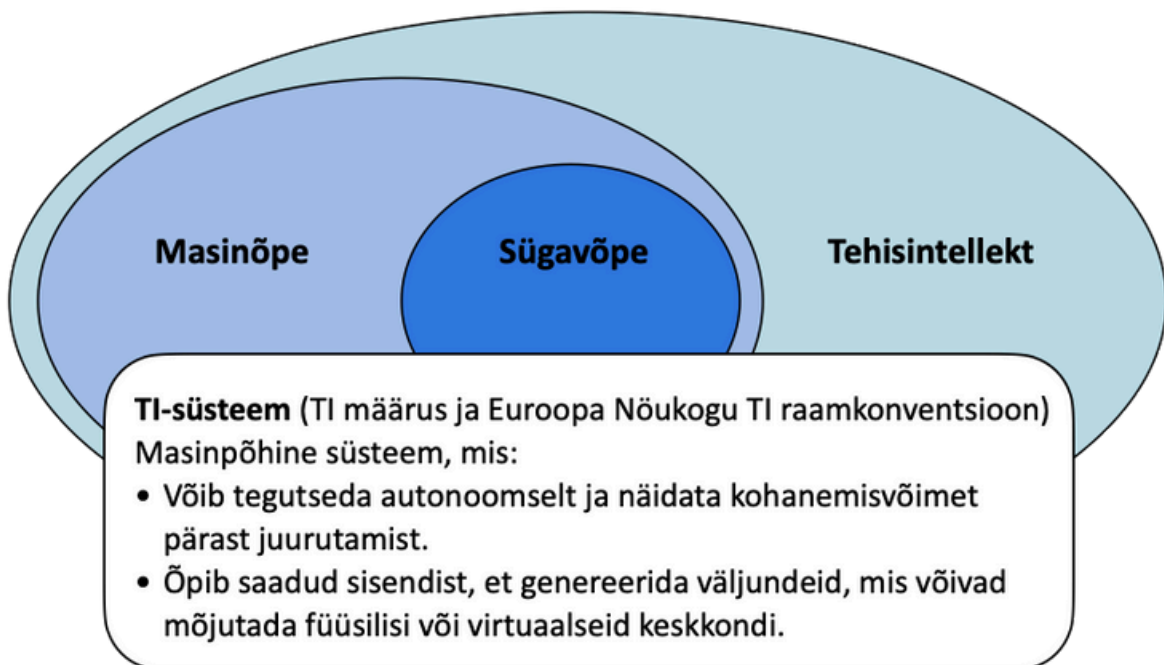 Masinõpe
Sügavõpe
Tehisintellekt
TI-süsteem (TI määrus ja Euroopa Nõukogu TI raamkonventsioon)
Masinpõhine süsteem, mis:
• Võib tegutseda autonoomselt ja näidata kohanemisvõimet
pärast juurutamist.
• Õpib saadud sisendist, et genereerida väljundeid, mis võivad
mõjutada füüsilisi või virtuaalseid keskkondi.